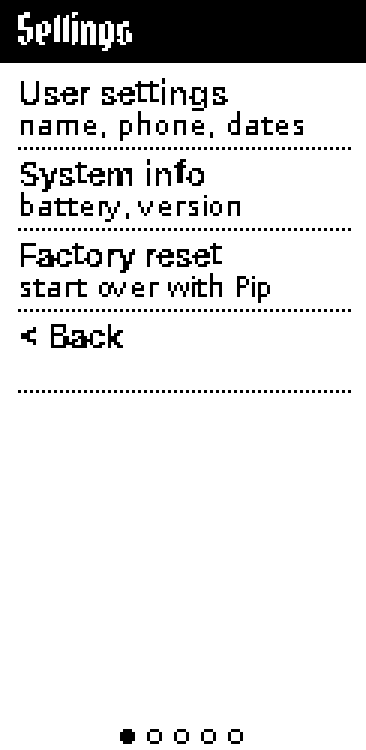 Settings
User settings
name, phone, dates
System info
battery, version
Factory reset
start over with Pip
< Back